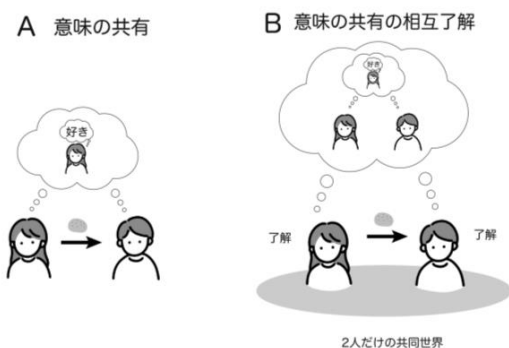 A 意味の共有
好き
B 意味の共有の相互了解
好き
了解
了解
2人だけの共同世界